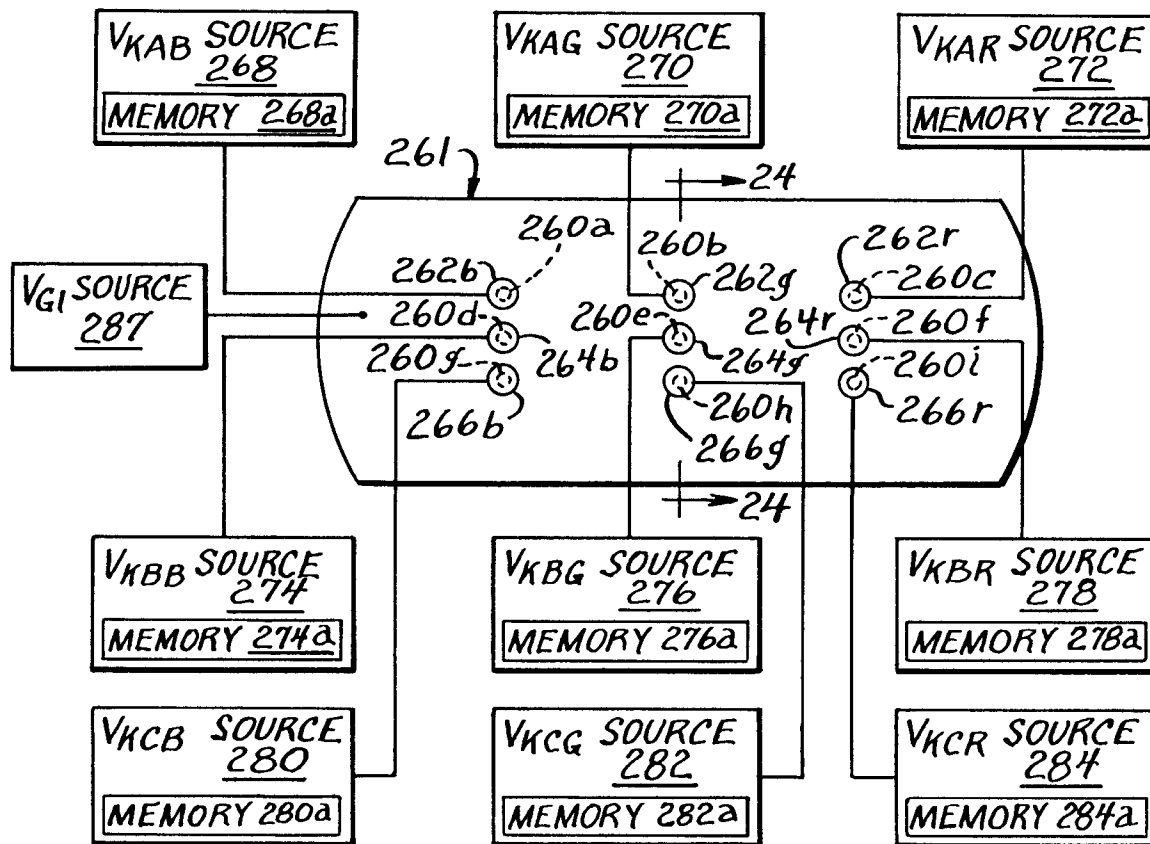 VKAB SOURCE
268
MEMORY 268a
VKAG SOURCE
270
MEMORY 270a
VKAR SOURCE
272
MEMORY 272a
261
24
260a
260b
262r
262b
262g
260c
VG1 SOURCE
287
260d
260e
264r
260f
260g
264b
264g
260i
266b
260h
266r
266g
24
VKBB SOURCE
274
MEMORY 274a
VKBG SOURCE
276
MEMORY 276a
VKBR SOURCE
278
MEMORY 278a
VKCB SOURCE
280
MEMORY 280a
VKCG SOURCE
282
MEMORY 282a
VKCR SOURCE
284
MEMORY 284a